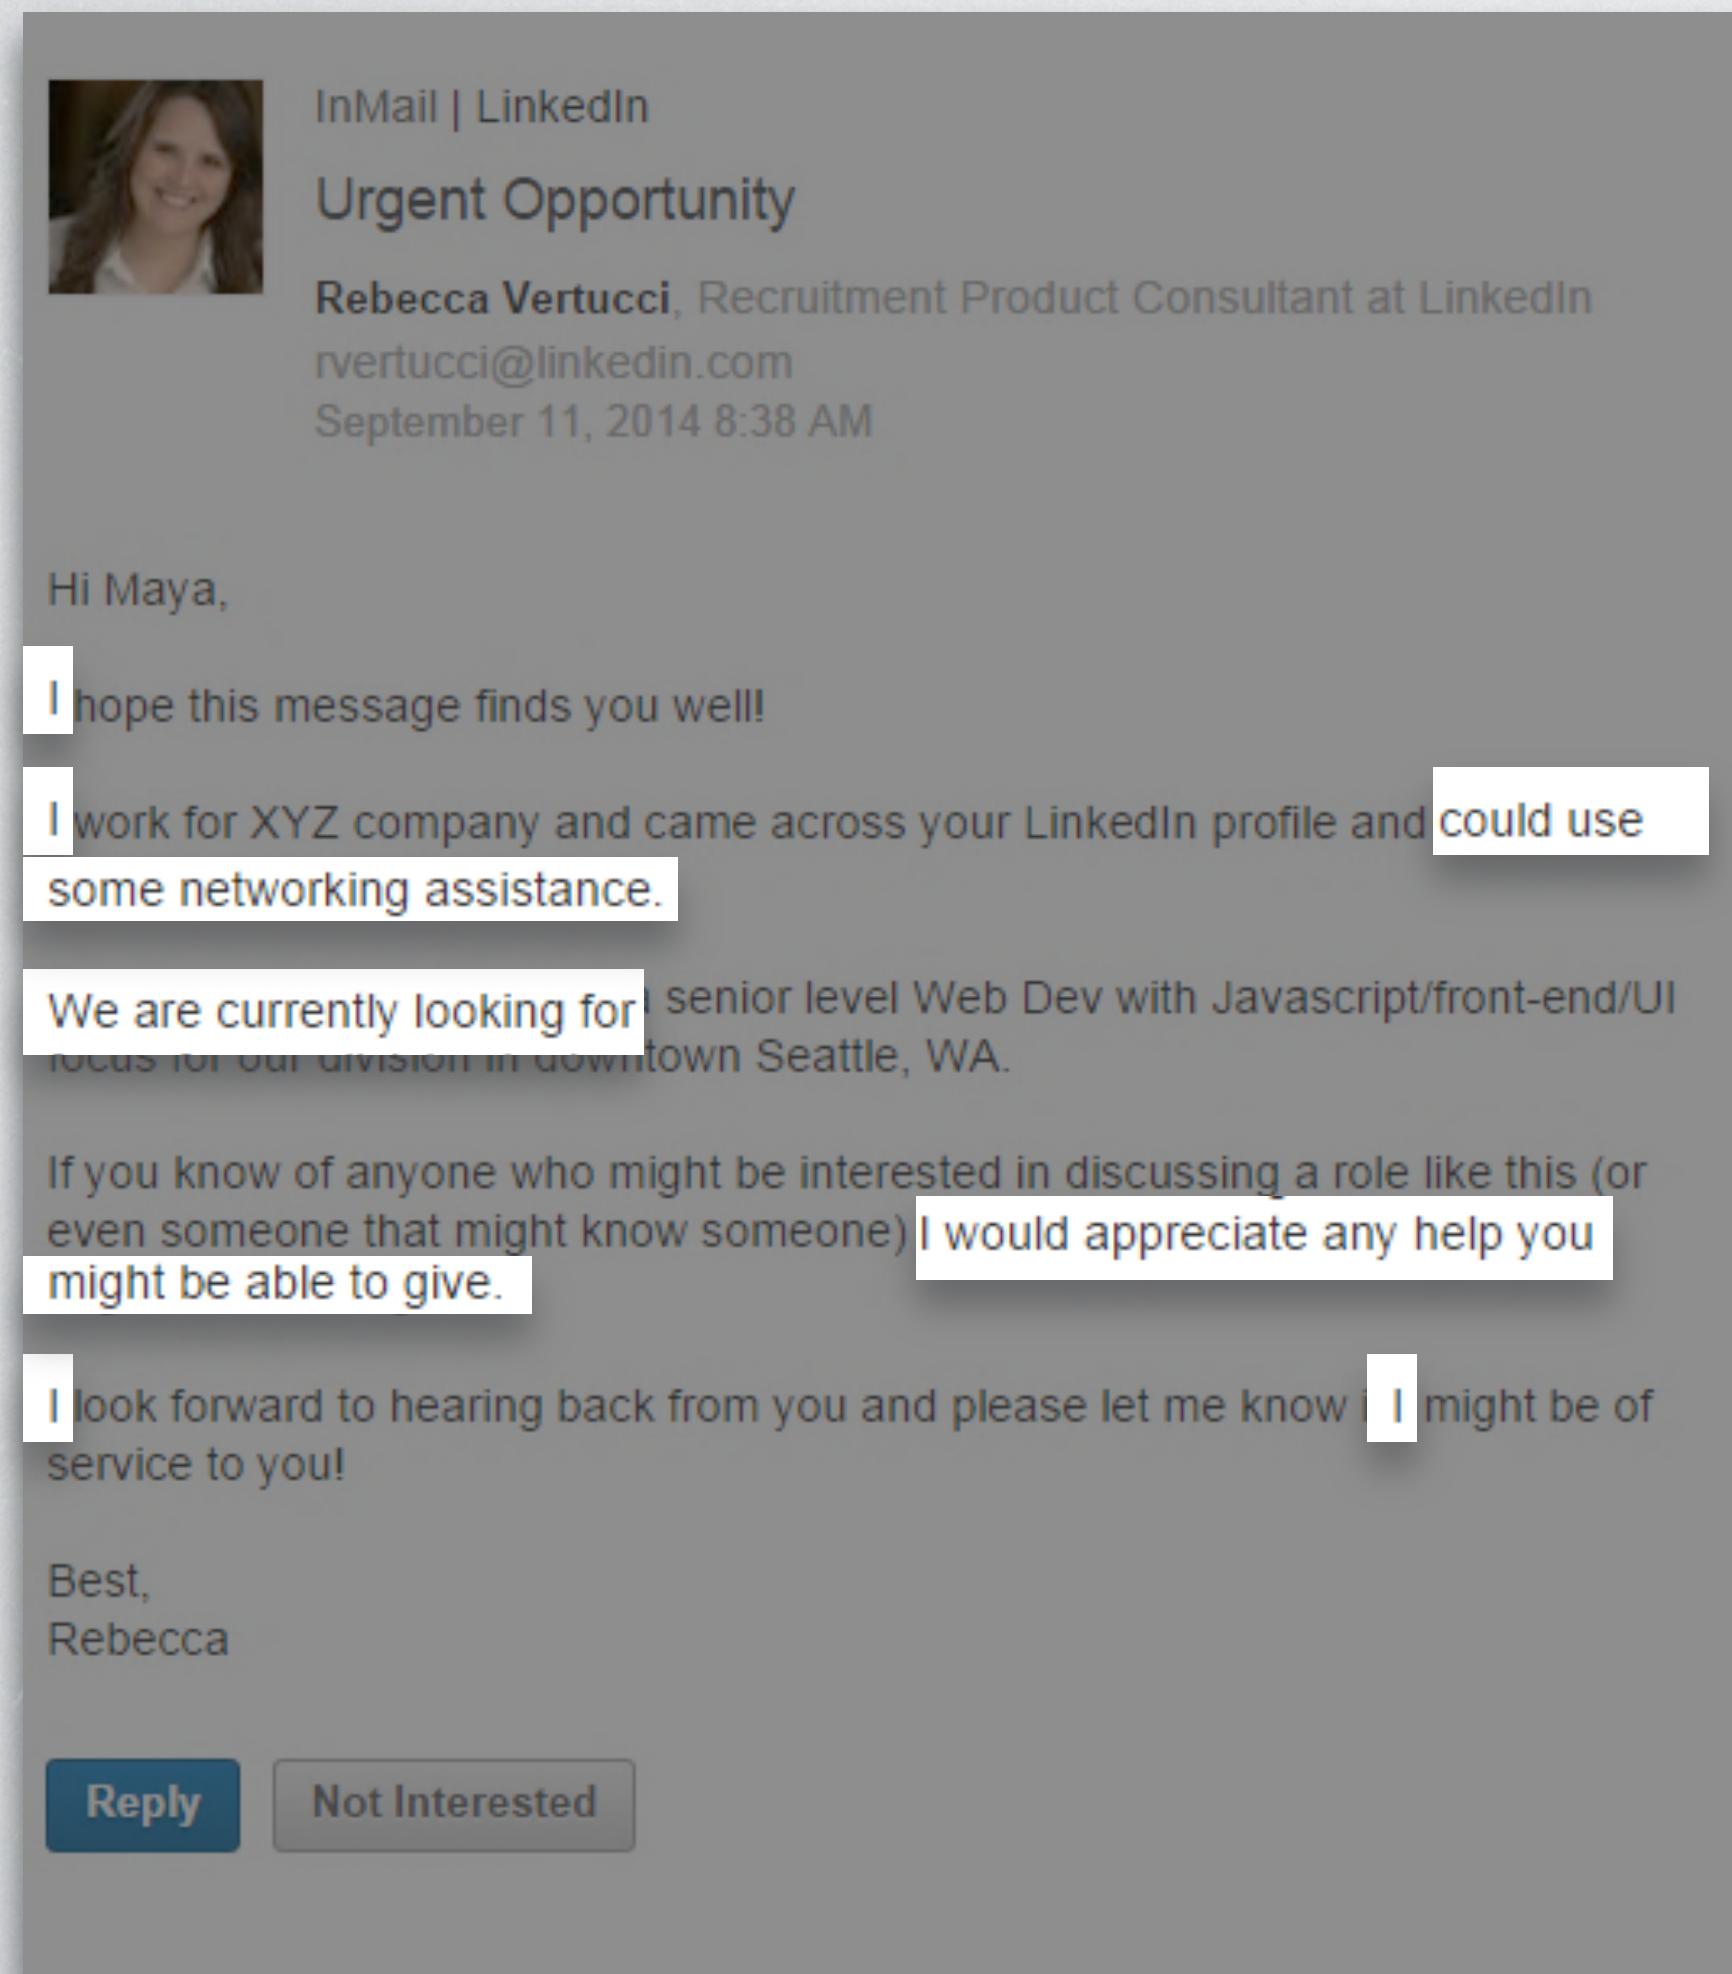 InMail | LinkedIn
Urgent Opportunity
Rebecca Vertucci, Recruitment Product Consultant at LinkedIn
rvertucci@linkedin.com
September 11, 2014 8:38 AM
Hi Maya,
I hope this message finds you well!
I work for XYZ company and came across your LinkedIn profile and could use
some networking assistance.
We are currently looking for senior level Web Dev with Javascript/front-end/UI
focus for our division in downtown Seattle, WA.
If you know of anyone who might be interested in discussing a role like this (or
even someone that might know someone) I would appreciate any help you
might be able to give.
I look forward to hearing back from you and please let me know I might be of
service to you!
Best,
Rebecca
Reply
Not Interested